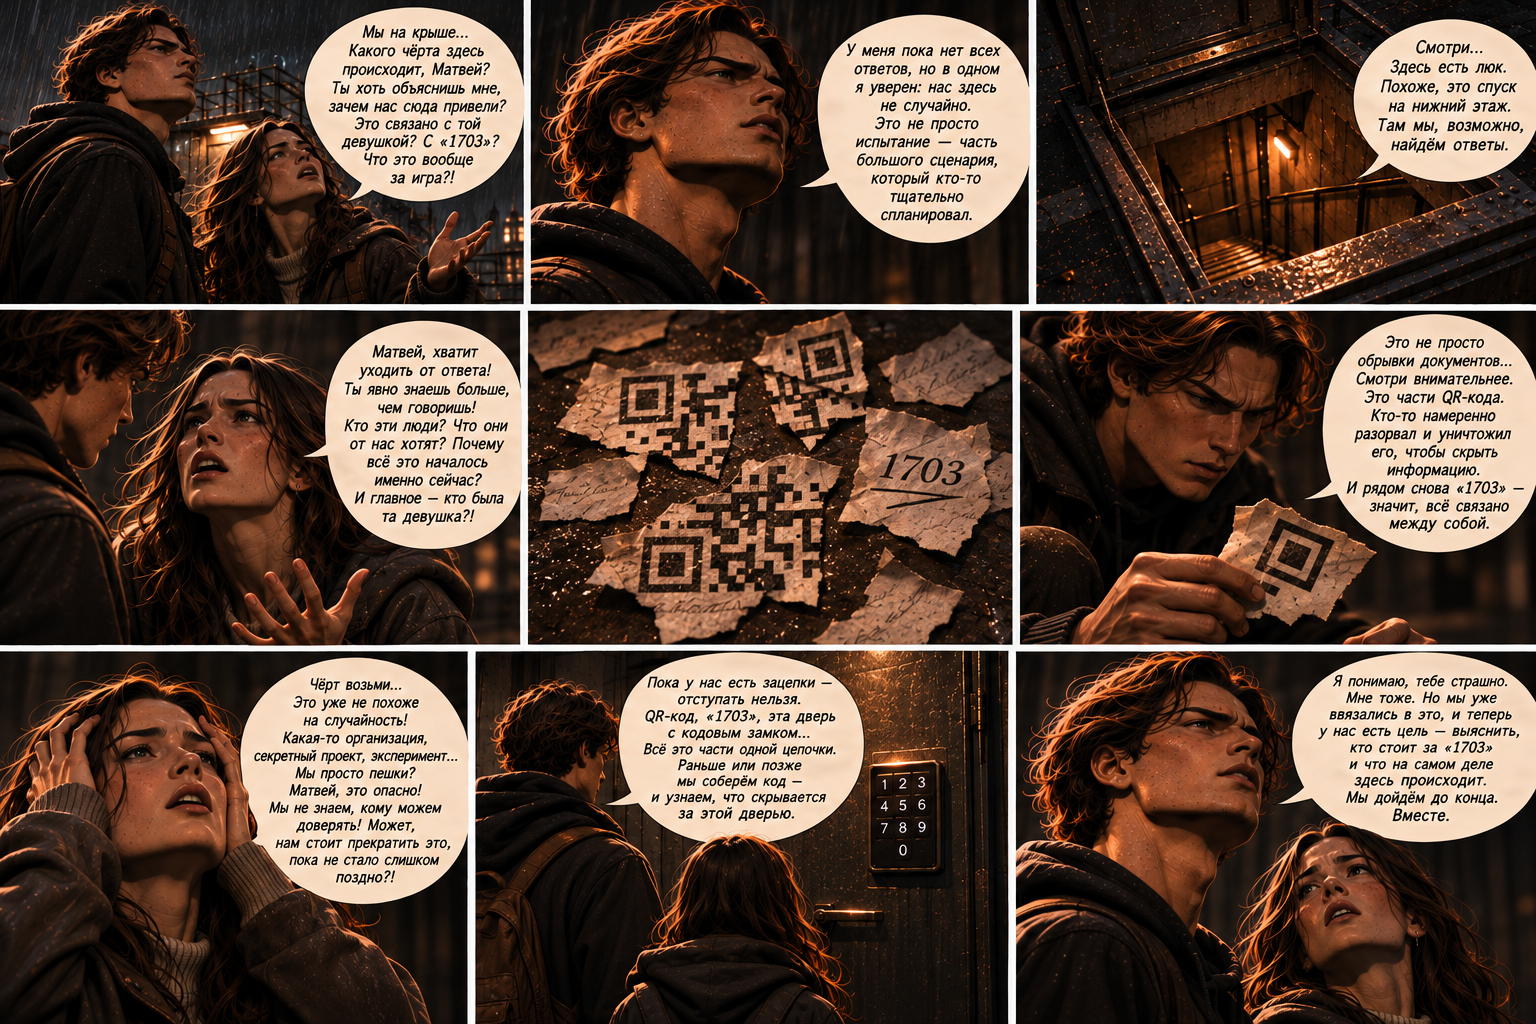 Мы на крыше...
Какого чёрта здесь
происходит, Матвей?
Ты хоть объяснишь мне,
зачем нас сюда привели?
Это связано с той
девушкой? С «1703»?
Что это вообще
за игра?!
У меня пока нет всех
ответов, но в одном
я уверен: нас здесь
не случайно.
Это не просто
испытание — часть
большого сценария,
который кто-то
тщательно
спланировал.
Смотри...
Здесь есть люк.
Похоже, это спуск
на нижний этаж.
Там мы, возможно,
найдём ответы.
Матвей, хватит
уходить от ответа!
Ты явно знаешь больше,
чем говоришь!
Кто эти люди? Что они
от нас хотят? Почему
всё это началось
именно сейчас?
И главное — кто была
та девушка?!
1703
Это не просто
обрывки документов...
Смотри внимательнее.
Это части QR-кода.
Кто-то намеренно
разорвал и уничтожил
его, чтобы скрыть
информацию.
И рядом снова «1703» —
значит, всё связано
между собой.
Чёрт возьми...
Это уже не похоже
на случайность!
Какая-то организация,
секретный проект, эксперимент...
Мы просто пешки?
Матвей, это опасно!
Мы не знаем, кому можем
доверять! Может,
нам стоит прекратить это,
пока не стало слишком
поздно?!
Пока у нас есть зацепки —
отступать нельзя.
QR-код, «1703», эта дверь
с кодовым замком...
Всё это части одной цепочки.
Раньше или позже
мы соберём код —
и узнаем, что скрывается
за этой дверью.
1 2 3
4 5 6
7 8 9
0
Я понимаю, тебе страшно.
Мне тоже. Но мы уже
ввязались в это, и теперь
у нас есть цель — выяснить,
кто стоит за «1703»
и что на самом деле
здесь происходит.
Мы дойдём до конца.
Вместе.